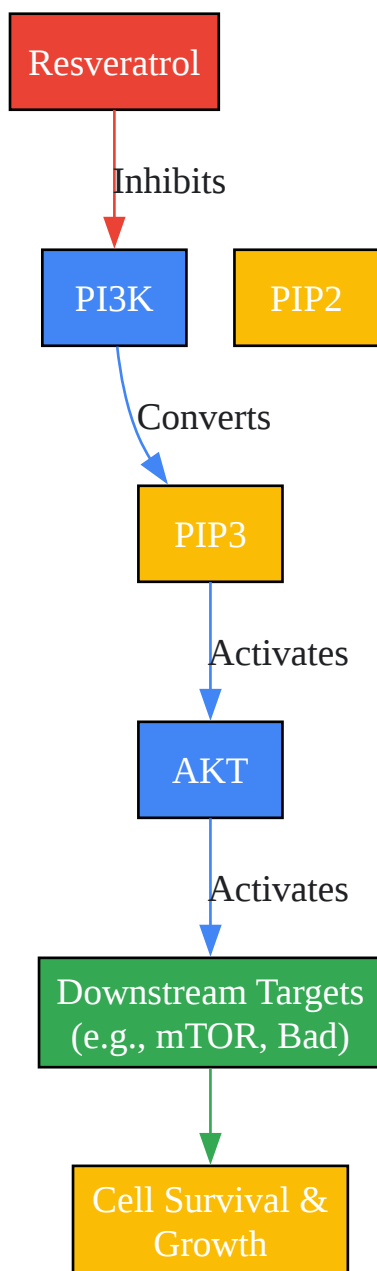 Resveratrol
Inhibits
PI3K
PIP2
Converts
PIP3
Activates
AKT
Activates
Downstream Targets
(e.g., mTOR, Bad)
Cell Survival &
Growth